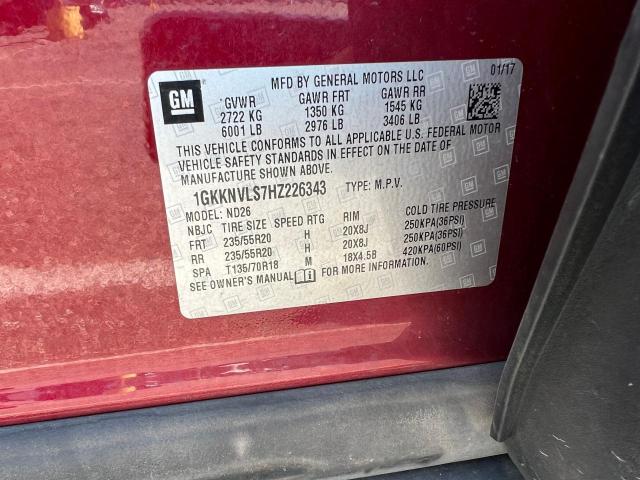 MFD BY GENERAL MOTORS LLC 01/17
GM
GVWR GAWR FRT GAWR RR
2722 KG 1350 KG 1545 KG
6001 LB 2976 LB 3406 LB
THIS VEHICLE CONFORMS TO ALL APPLICABLE U.S. FEDERAL MOTOR
VEHICLE SAFETY STANDARDS IN EFFECT ON THE DATE OF
MANUFACTURE SHOWN ABOVE.
1GKKNVLS7HZ226343 TYPE: M.P.V.
MODEL: ND26
NBJC TIRE SIZE SPEED RTG RIM COLD TIRE PRESSURE
FRT 235/55R20 H 20X8J 250KPA(36PSI)
RR 235/55R20 H 20X8J 250KPA(36PSI)
SPA T135/70R18 M 18X4.5B 420KPA(60PSI)
SEE OWNER'S MANUAL FOR MORE INFORMATION.